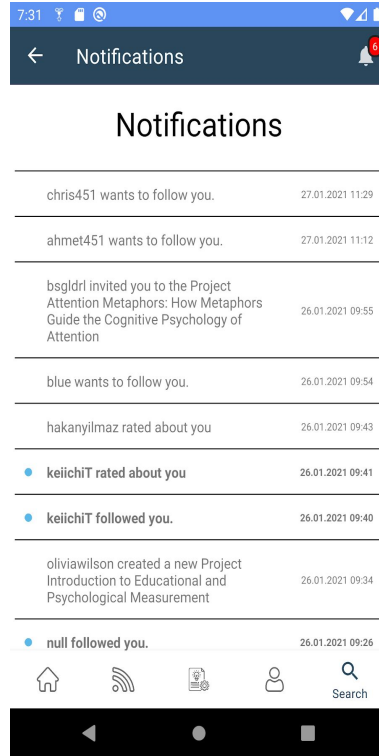 7:31
Notifications
6
Notifications
chris451 wants to follow you. 27.01.2021 11:29
ahmet451 wants to follow you. 27.01.2021 11:12
bsgldrl invited you to the Project
Attention Metaphors: How Metaphors
Guide the Cognitive Psychology of
Attention
26.01.2021 09:55
blue wants to follow you. 26.01.2021 09:54
hakanyilmaz rated about you 26.01.2021 09:43
keiichiT rated about you 26.01.2021 09:41
keiichiT followed you. 26.01.2021 09:40
oliviawilson created a new Project
Introduction to Educational and
Psychological Measurement
26.01.2021 09:34
null followed you. 26.01.2021 09:26
Search